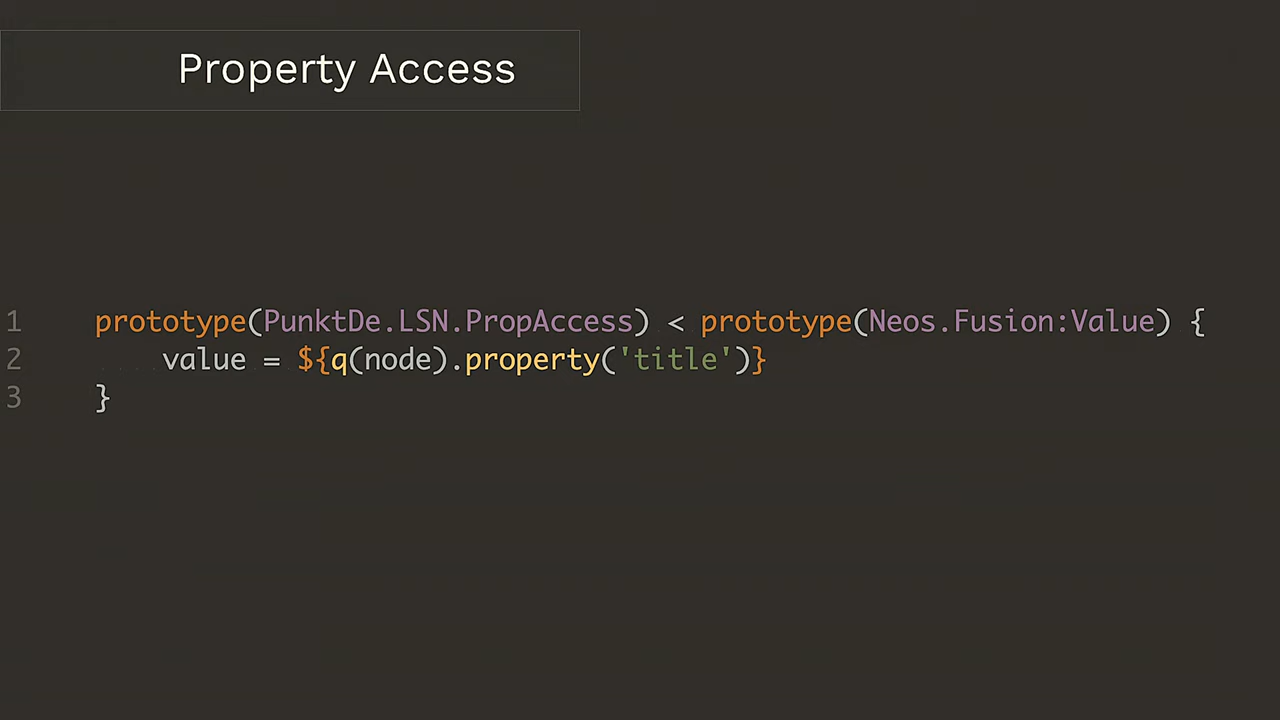 Property Access
1 prototype(PunktDe.LSN.PropAccess) < prototype(Neos.Fusion:Value) {
2 value = ${q(node).property('title')}
3 }